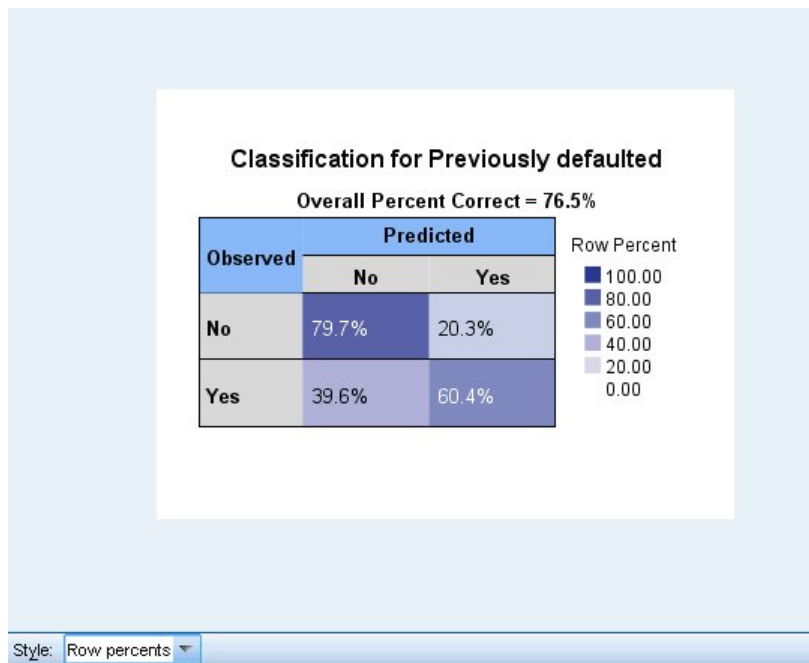 Classification for Previously defaulted
Overall Percent Correct = 76.5%
Observed
Predicted
No Yes
No 79.7% 20.3%
Yes 39.6% 60.4%
Row Percent
100.00
80.00
60.00
40.00
20.00
0.00
Style: Row percents